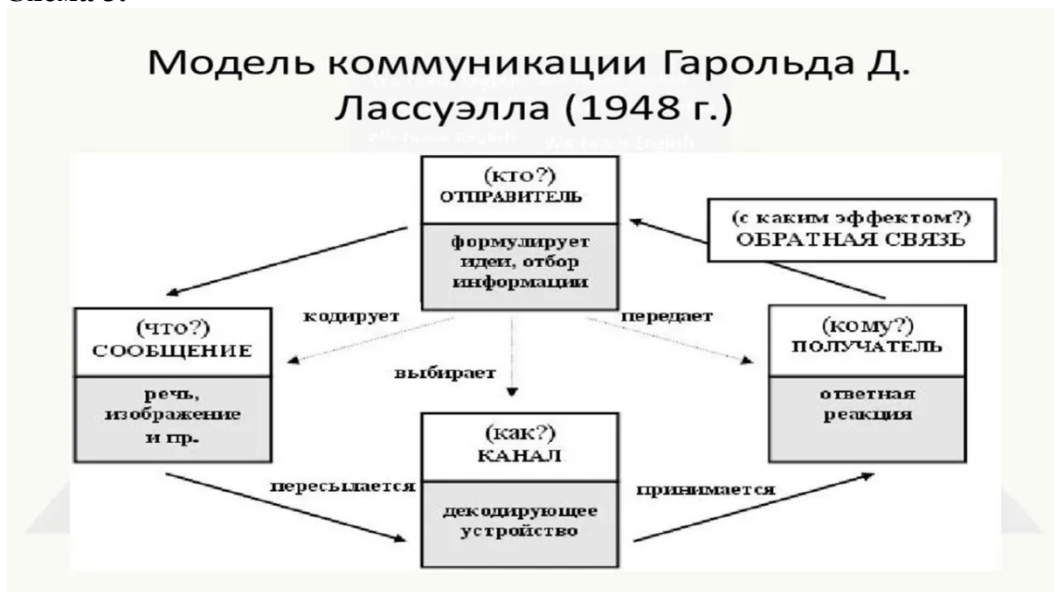 Модель коммуникации Гарольда Д.
Лассуэлла (1948 г.)
(кто?)
ОТПРАВИТЕЛЬ
формулирует
идеи, отбор
информации
(с каким эффектом?)
ОБРАТНАЯ СВЯЗЬ
(что?)
СООБЩЕНИЕ
речь,
изображение
и пр.
кодирует
выбирает
передает
(кому?)
ПОЛУЧАТЕЛЬ
ответная
реакция
(как?)
КАНАЛ
декодирующее
устройство
пересылается
принимается